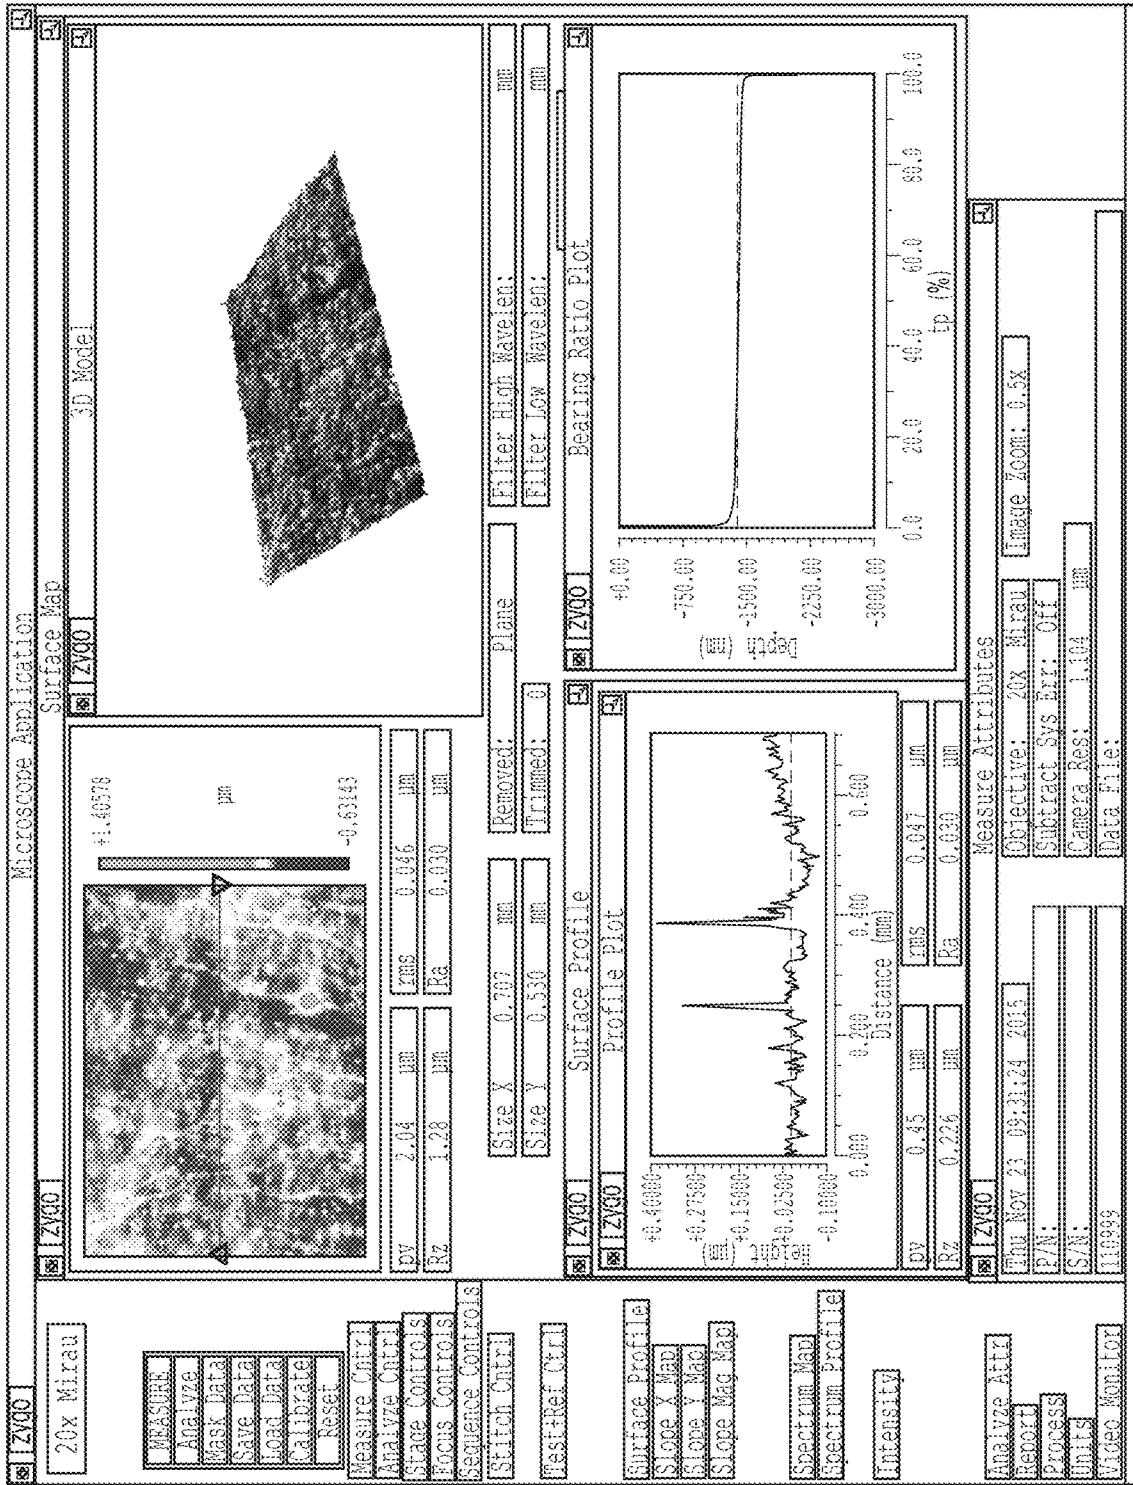 zygo
Microscope Application
20x Mirau
MEASURE
Analyze
Mask Data
Save Data
Load Data
Calibrate
Reset
Measure Cntrl
Analyze Cntrl
Stage Controls
Focus Controls
Sequence Controls
Stitch Cntrl
TestRef Ctrl
Surface Profile
Slope X Map
Slope Y Map
Slope Mag Map
Spectrum Map
Spectrum Profile
Intensity
Analyze Attr
Report
Process
Units
Video Monitor
zygo
Surface Map
+1.40578
µm
-0.63143
pv 2.04 µm
rms 0.046 µm
Rz 1.28 µm
Ra 0.030 µm
zygo
3D Model
Size X 0.707 mm
Size Y 0.530 mm
Removed: Plane
Trimmed: 0
Filter High Wavelen: mm
Filter Low Wavelen: mm
zygo
Surface Profile
zygo
Profile Plot
+0.40000
+0.27500
+0.15000
+0.02500
-0.10000
Height (µm)
0.000
0.200
0.400
0.600
Distance (mm)
pv 0.45 µm
rms 0.047 µm
Rz 0.226 µm
Ra 0.030 µm
zygo
Bearing Ratio Plot
+0.00
-750.00
-1500.00
-2250.00
-3000.00
Depth (nm)
0.0
20.0
40.0
60.0
80.0
100.0
tp (%)
zygo
Measure Attributes
Thu Nov 23 09:31:24 2015
P/N:
S/N:
118999
Objective: 20x Mirau
Image Zoom: 0.5X
Subtract Sys Err: Off
Camera Res: 1.104 µm
Data File: